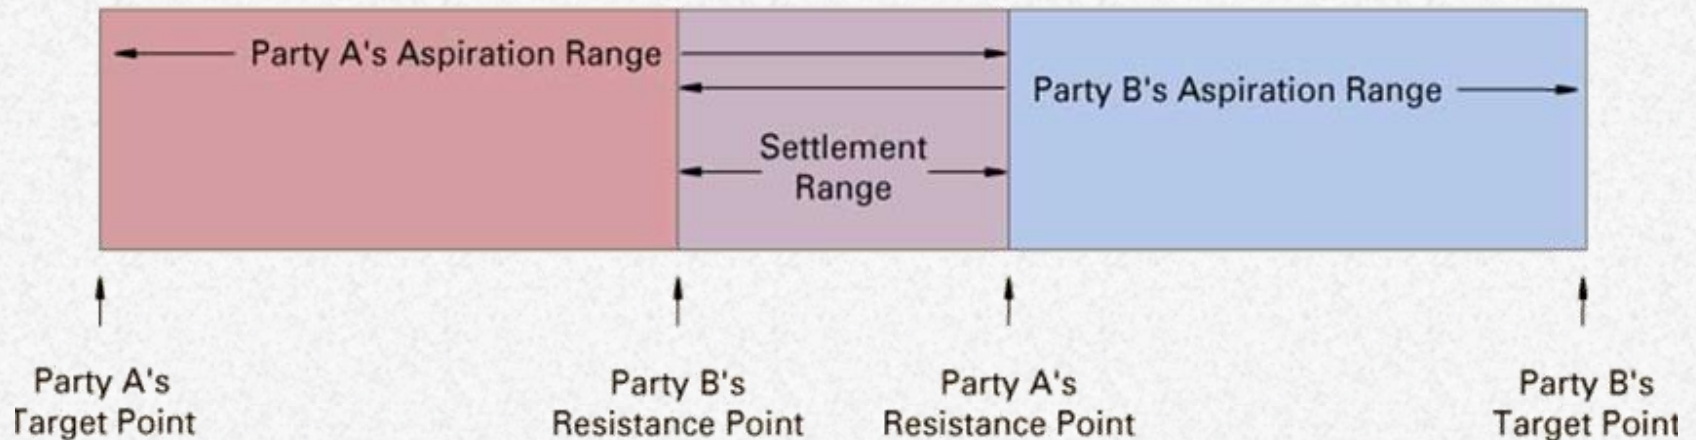 Party A's Aspiration Range
Party B's Aspiration Range
Settlement
Range
Party A's
Target Point
Party B's
Resistance Point
Party A's
Resistance Point
Party B's
Target Point